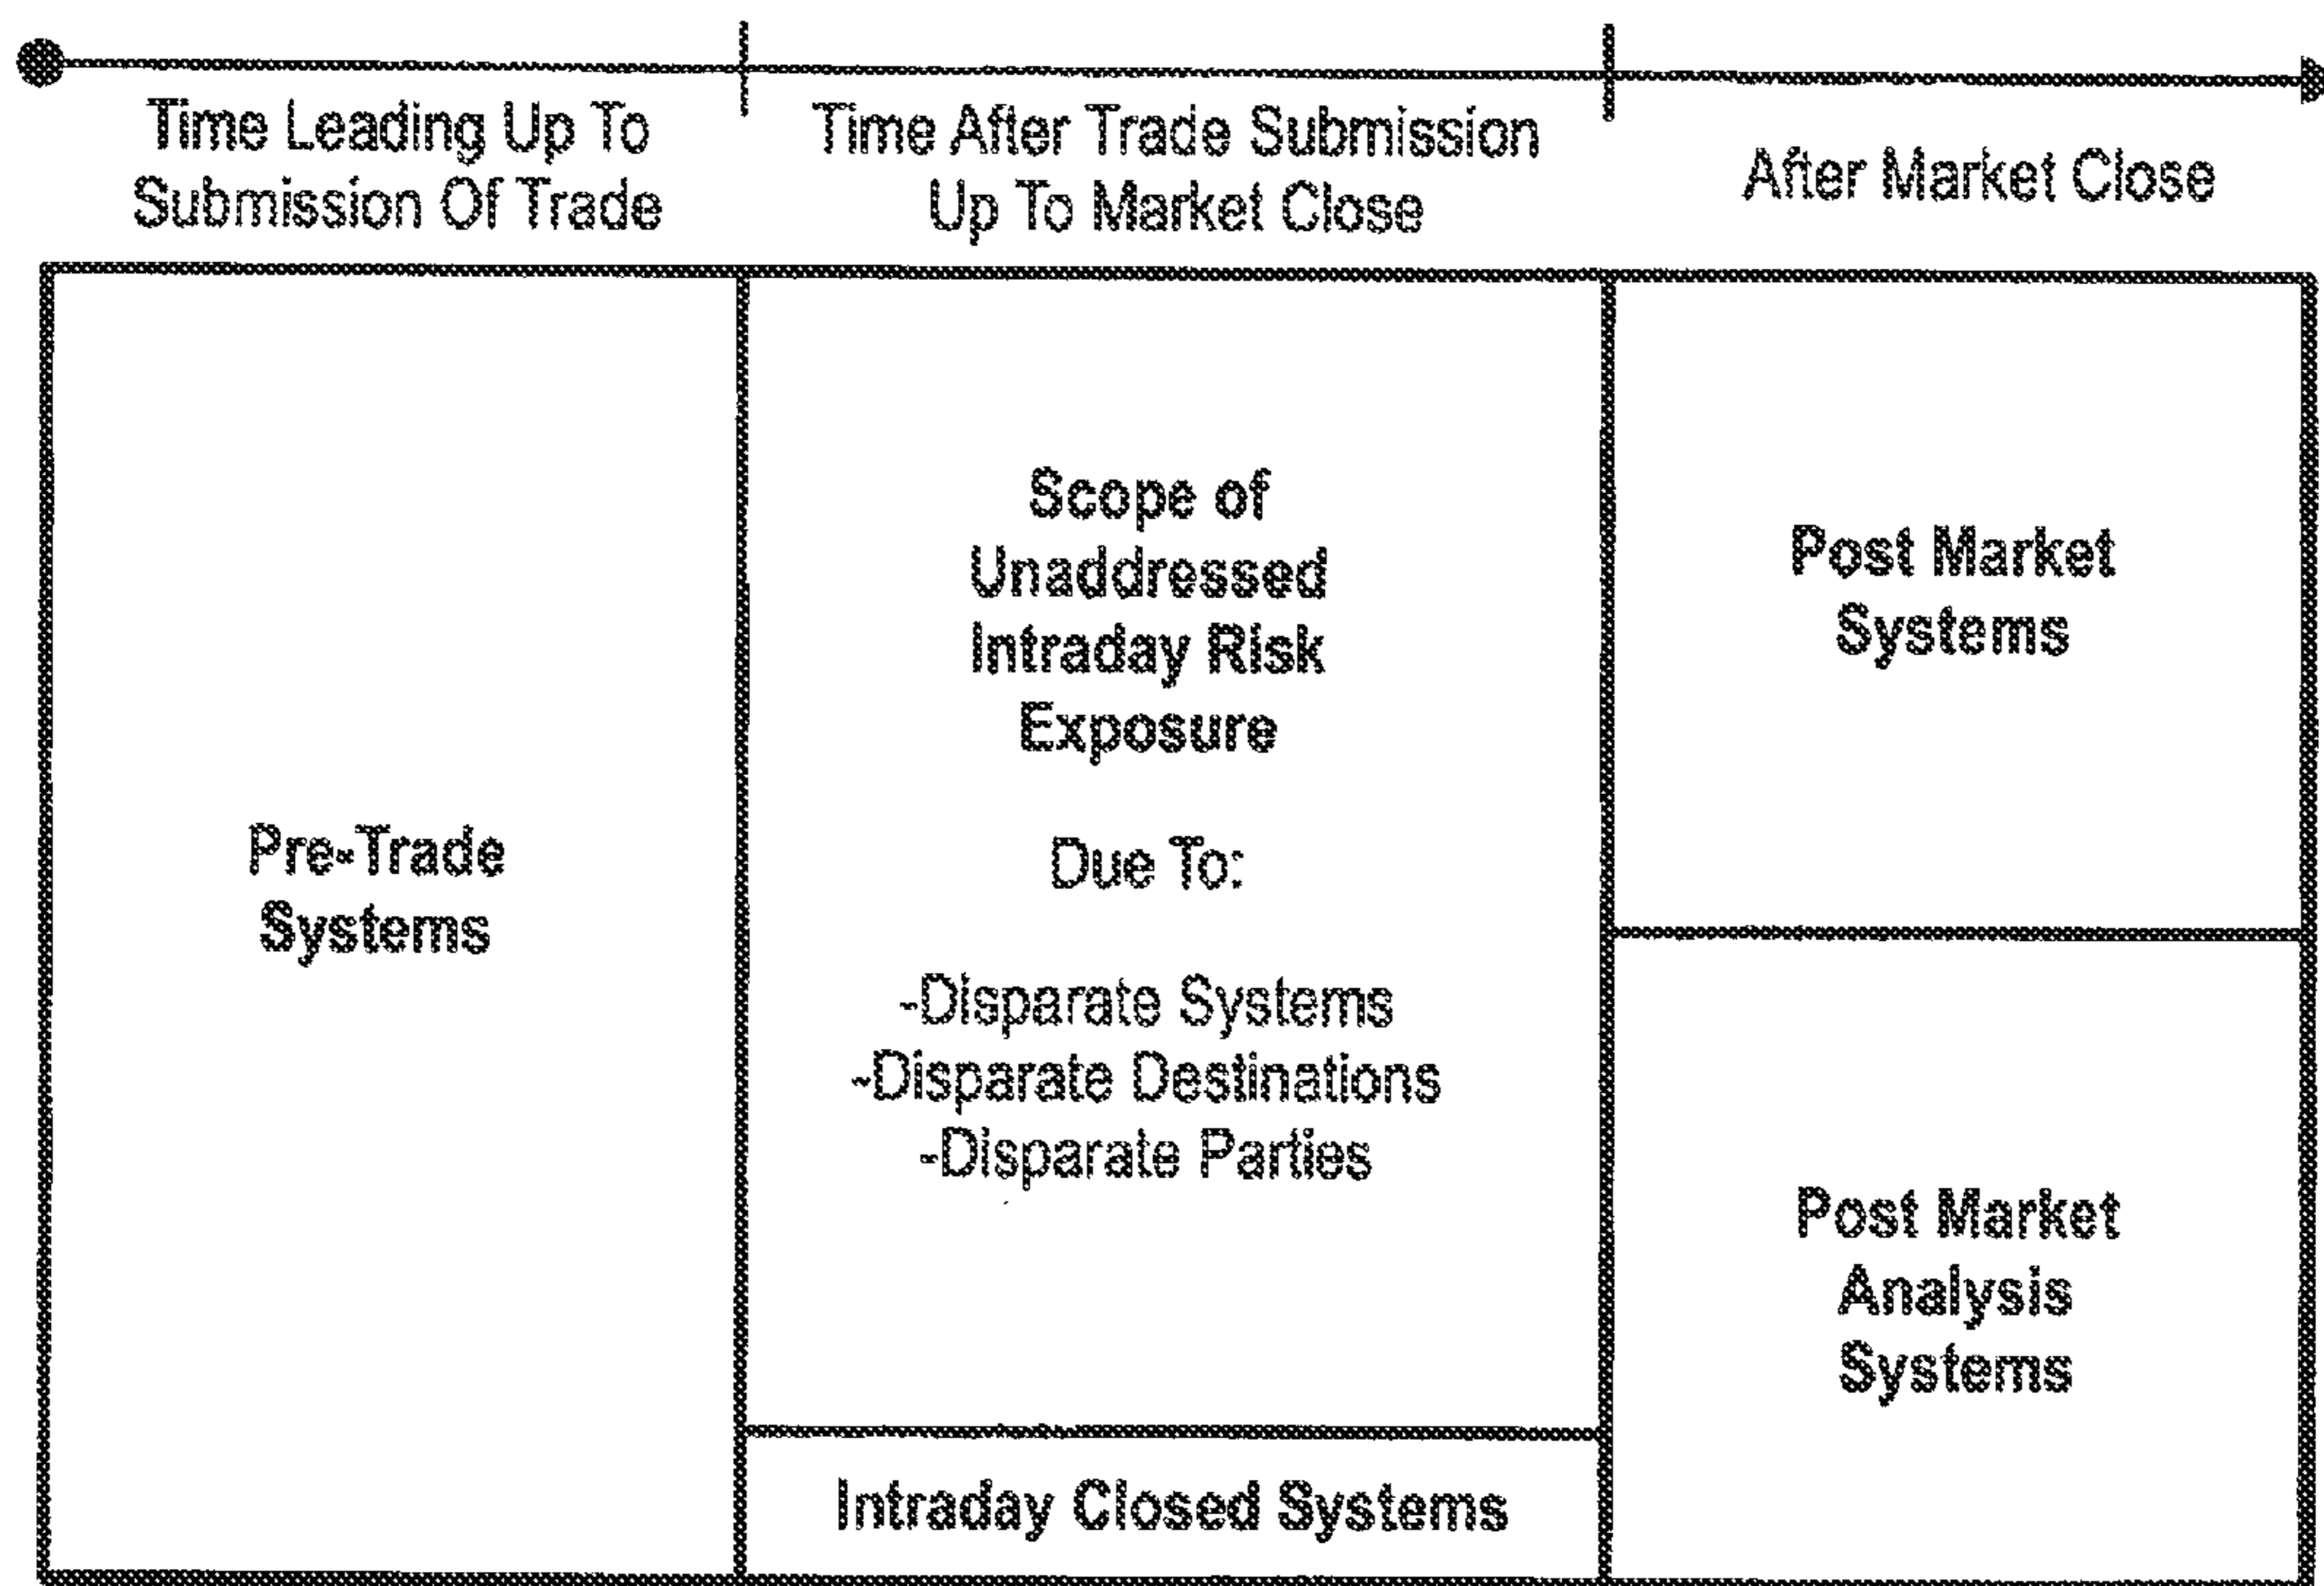 Time Leading Up To
Submission Of Trade
Time After Trade Submission
Up To Market Close
After Market Close
Pre-Trade
Systems
Scope of
Unaddressed
Intraday Risk
Exposure
Due To:
-Disparate Systems
-Disparate Destinations
-Disparate Parties
Intraday Closed Systems
Post Market
Systems
Post Market
Analysis
Systems